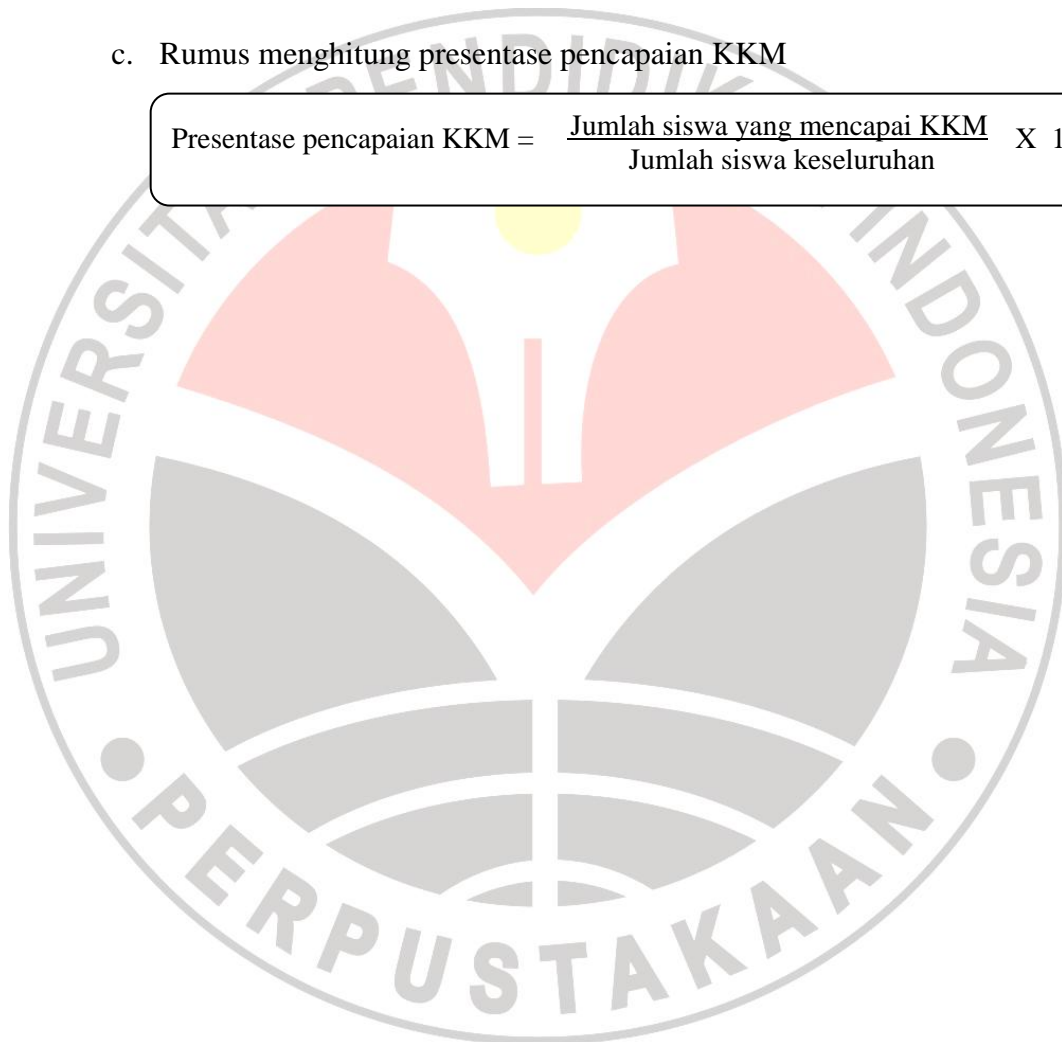 c. Rumus menghitung presentase pencapaian KKM
Presentase pencapaian KKM = Jumlah siswa yang mencapai KKM X 1
Jumlah siswa keseluruhan
UNIVERSITAS PENDIDIKAN INDONESIA
PERPUSTAKAAN